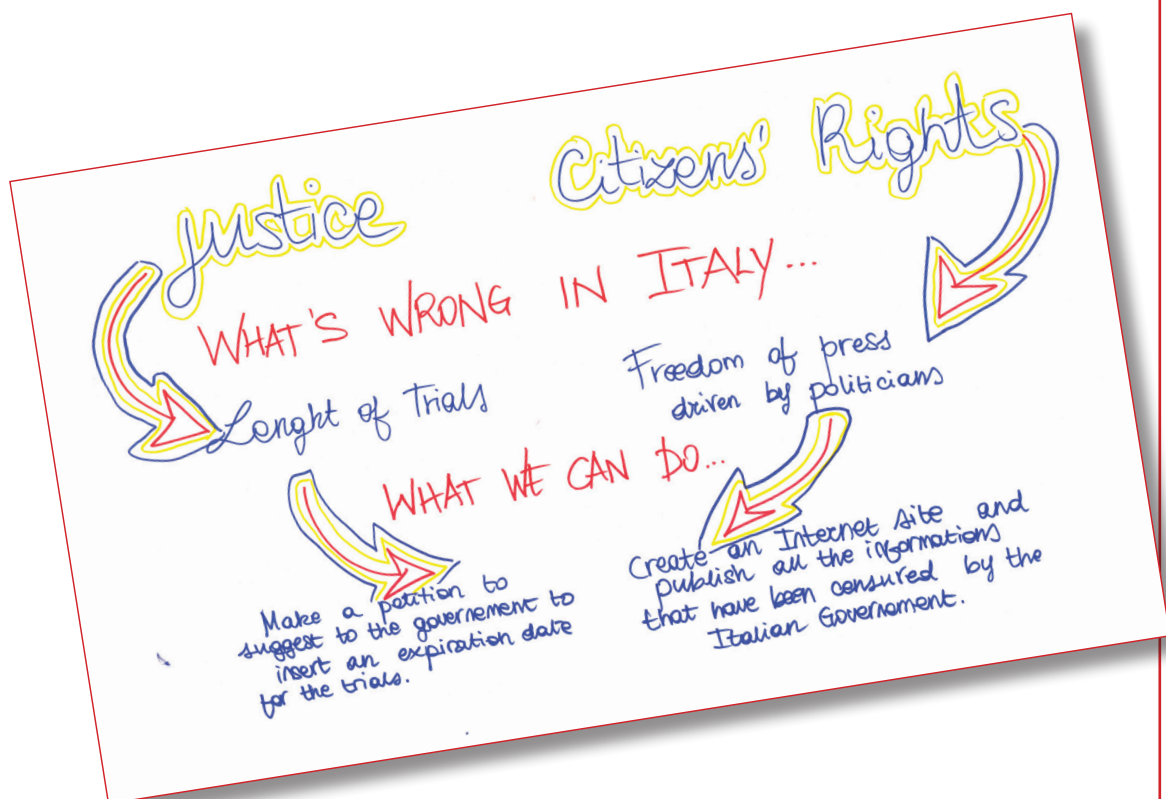 Justice
Citizens' Rights
WHAT'S WRONG IN ITALY...
Lenght of Trials
Freedom of press
driven by politicians
WHAT WE CAN DO...
Make a petition to
suggest to the governement to
insert an expiration date
for the trials.
Create an Internet site and
publish all the informations
that have been censured by the
Italian Governament.